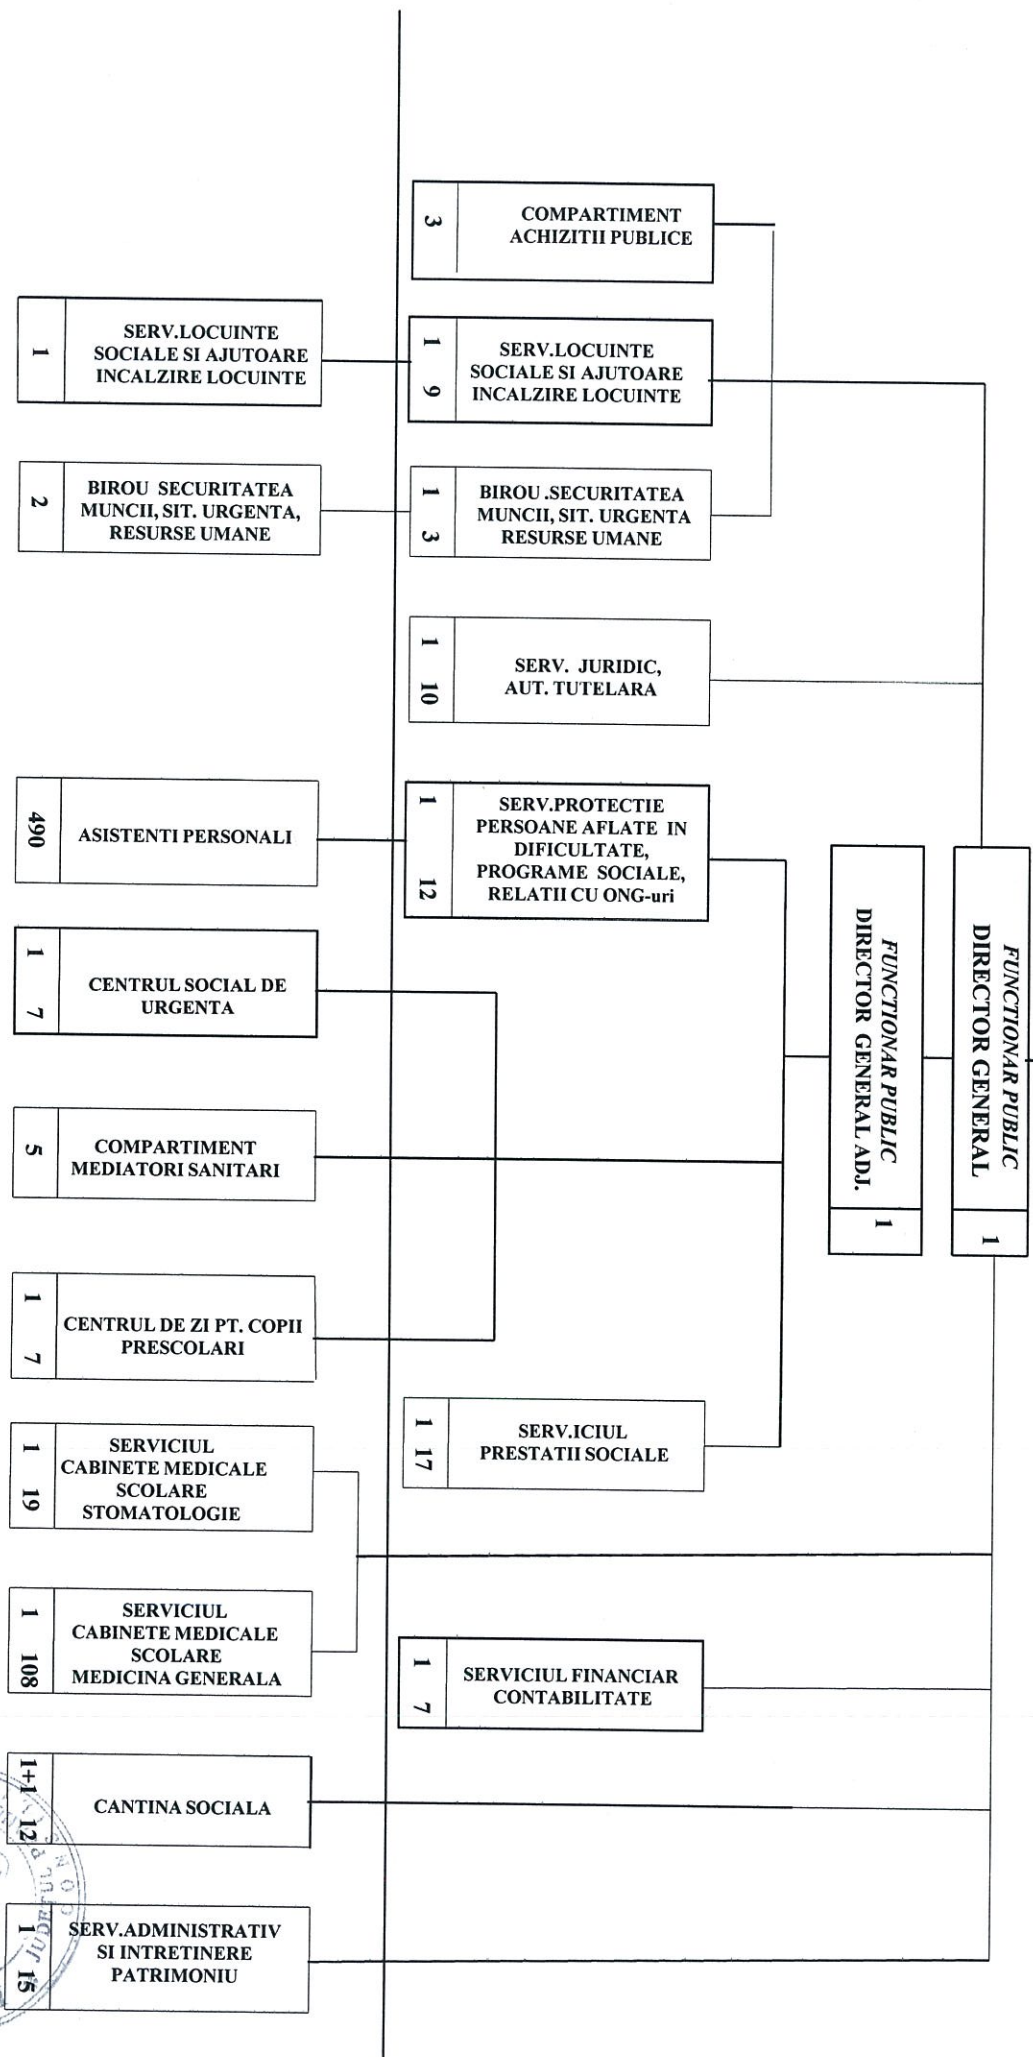 FUNCTIONAR PUBLIC
DIRECTOR GENERAL
1
FUNCTIONAR PUBLIC
DIRECTOR GENERAL ADJ.
1
COMPARTIMENT
ACHIZITII PUBLICE
3
SERV.LOCUINTE
SOCIALE SI AJUTOARE
INCALZIRE LOCUINTE
1 9
BIROU .SECURITATEA
MUNCII, SIT. URGENTA
RESURSE UMANE
1 3
SERV. JURIDIC,
AUT. TUTELARA
1 10
SERV.PROTECTIE
PERSOANE AFLATE IN
DIFICULTATE,
PROGRAME SOCIALE,
RELATII CU ONG-uri
1 12
SERV.ICIUL
PRESTATII SOCIALE
1 17
SERVICIUL FINANCIAR
CONTABILITATE
1 7
SERV.LOCUINTE
SOCIALE SI AJUTOARE
INCALZIRE LOCUINTE
1
BIROU SECURITATEA
MUNCII, SIT. URGENTA,
RESURSE UMANE
2
ASISTENTI PERSONALI
490
CENTRUL SOCIAL DE
URGENTA
1 7
COMPARTIMENT
MEDIATORI SANITARI
5
CENTRUL DE ZI PT. COPII
PRESCOLARI
1 7
SERVICIUL
CABINETE MEDICALE
SCOLARE
STOMATOLOGIE
1 19
SERVICIUL
CABINETE MEDICALE
SCOLARE
MEDICINA GENERALA
1 108
CANTINA SOCIALA
1+1 12
SERV.ADMINISTRATIV
SI INTRETINERE
PATRIMONIU
1 15
JUDETUL